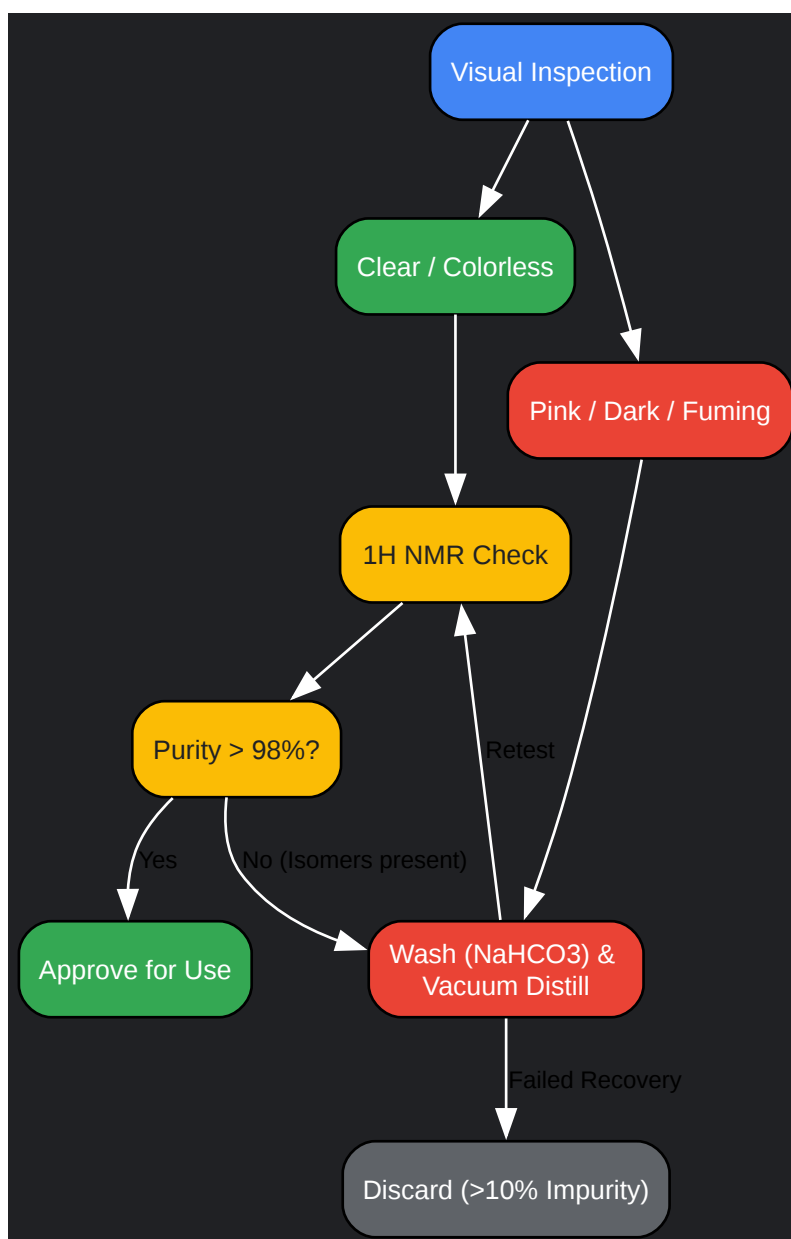 Visual Inspection
Clear / Colorless
Pink / Dark / Fuming
1H NMR Check
Purity > 98%?
Retest
Yes
No (Isomers present)
Approve for Use
Wash (NaHCO3) &
Vacuum Distill
Failed Recovery
Discard (>10% Impurity)